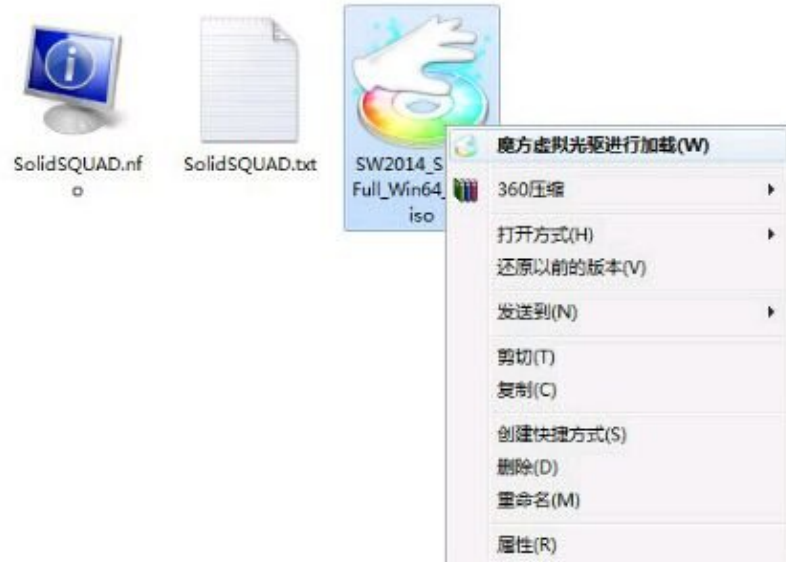 SolidSQUAD.nf
o
SolidSQUAD.txt
SW2014_S
Full_Win64_
iso
魔方虚拟光驱进行加载(W)
360压缩
打开方式(H)
还原以前的版本(V)
发送到(N)
剪切(T)
复制(C)
创建快捷方式(S)
删除(D)
重命名(M)
属性(R)